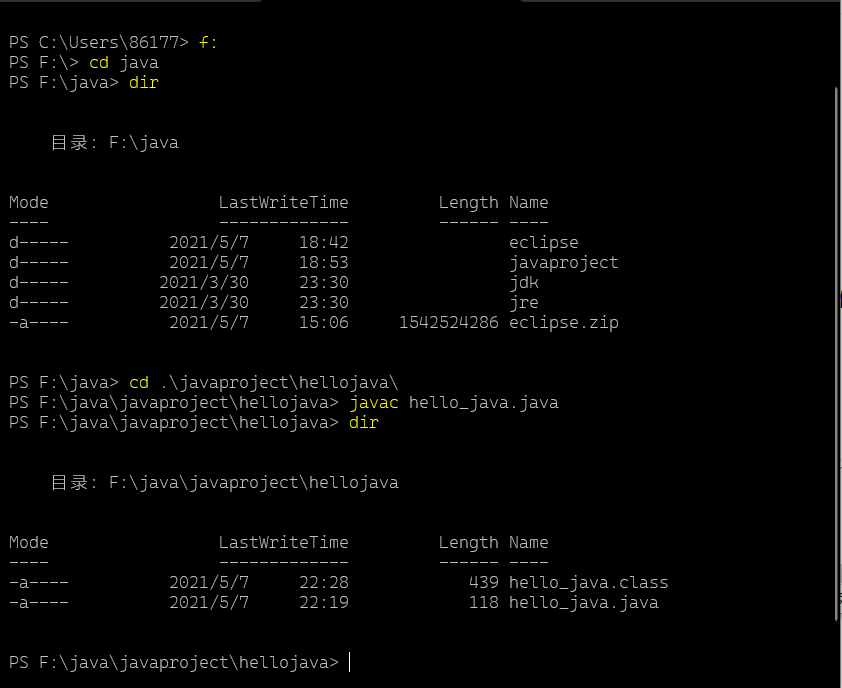 PS C:\Users\86177> f:
PS F:\> cd java
PS F:\java> dir
目录: F:\java
Mode LastWriteTime Length Name
---- ------------- ------ ----
d----- 2021/5/7 18:42 eclipse
d----- 2021/5/7 18:53 javaproject
d----- 2021/3/30 23:30 jdk
d----- 2021/3/30 23:30 jre
-a---- 2021/5/7 15:06 1542524286 eclipse.zip
PS F:\java> cd .\javaproject\hellojava\
PS F:\java\javaproject\hellojava> javac hello_java.java
PS F:\java\javaproject\hellojava> dir
目录: F:\java\javaproject\hellojava
Mode LastWriteTime Length Name
---- ------------- ------ ----
-a---- 2021/5/7 22:28 439 hello_java.class
-a---- 2021/5/7 22:19 118 hello_java.java
PS F:\java\javaproject\hellojava>